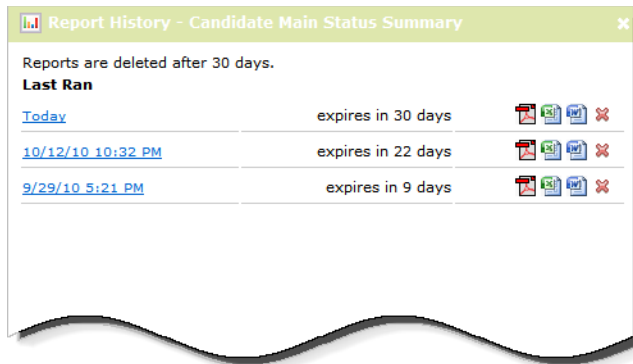 Report History - Candidate Main Status Summary
Reports are deleted after 30 days.
Last Ran
Today expires in 30 days
10/12/10 10:32 PM expires in 22 days
9/29/10 5:21 PM expires in 9 days